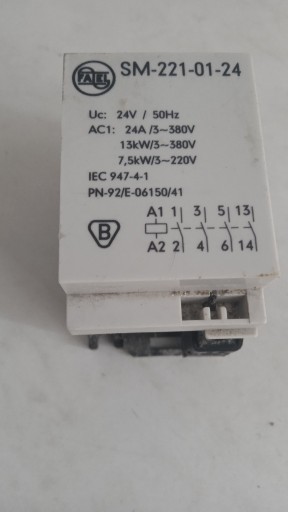 FAEL SM-221-01-24
Uc: 24V / 50Hz
AC1: 24A/3~380V
13kW/3~380V
7,5kW/3~220V
IEC 947-4-1
PN-92/E-06150/41
B
A1 1 3 5 13
A2 2 4 6 14